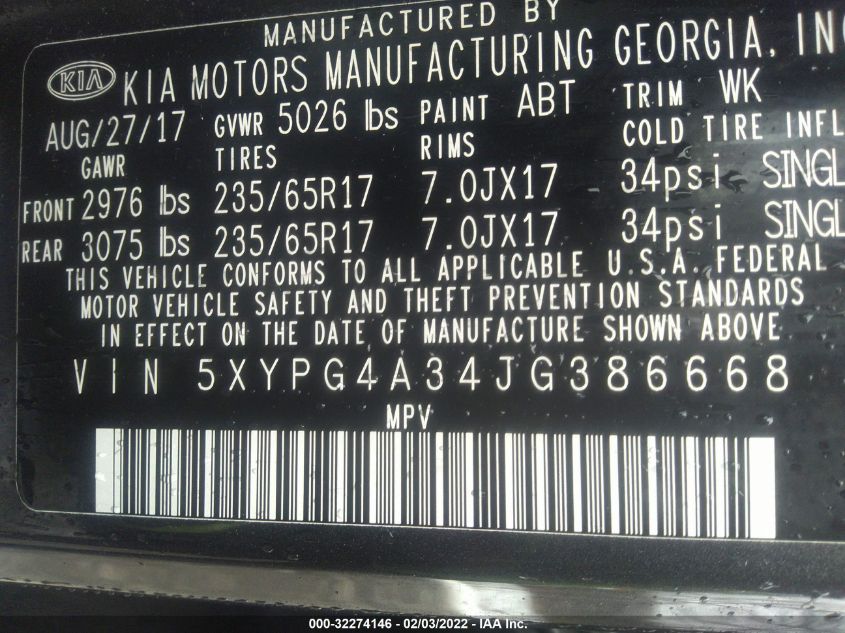 MANUFACTURED BY
KIA KIA MOTORS MANUFACTURING GEORGIA, INC
AUG/27/17 GVWR 5026 lbs PAINT ABT TRIM WK
GAWR TIRES RIMS COLD TIRE INFL
FRONT 2976 lbs 235/65R17 7.0JX17 34psi SINGL
REAR 3075 lbs 235/65R17 7.0JX17 34psi SINGL
THIS VEHICLE CONFORMS TO ALL APPLICABLE U.S.A. FEDERAL
MOTOR VEHICLE SAFETY AND THEFT PREVENTION STANDARDS
IN EFFECT ON THE DATE OF MANUFACTURE SHOWN ABOVE
VIN 5XYPG4A34JG386668
MPV
000-32274146 - 02/03/2022 - IAA Inc.